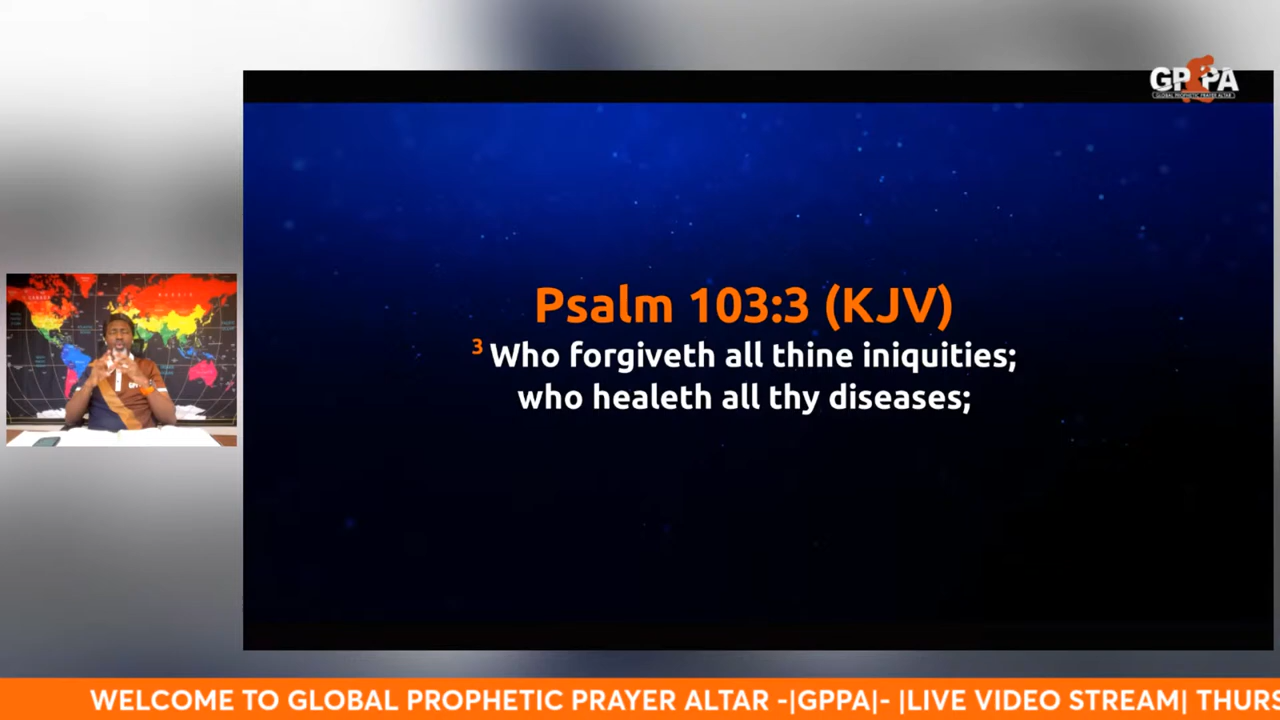 GPPA
GLOBAL PROPHETIC PRAYER ALTAR
Psalm 103:3 (KJV)
3 Who forgiveth all thine iniquities;
who healeth all thy diseases;
WELCOME TO GLOBAL PROPHETIC PRAYER ALTAR -|GPPA|- |LIVE VIDEO STREAM| THURS